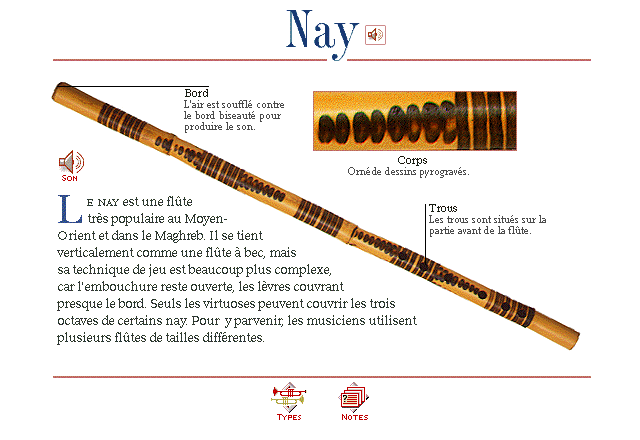 Nay
Bord
L'air est soufflé contre
le bord biseauté pour
produire le son.
Corps
Orné de dessins pyrogravés.
Son
Trous
Les trous sont situés sur la
partie avant de la flûte.
Le nay est une flûte
très populaire au Moyen-
Orient et dans le Maghreb. Il se tient
verticalement comme une flûte à bec, mais
sa technique de jeu est beaucoup plus complexe,
car l'embouchure reste ouverte, les lèvres couvrant
presque le bord. Seuls les virtuoses peuvent couvrir les trois
octaves de certains nay. Pour y parvenir, les musiciens utilisent
plusieurs flûtes de tailles différentes.
Types
Notes